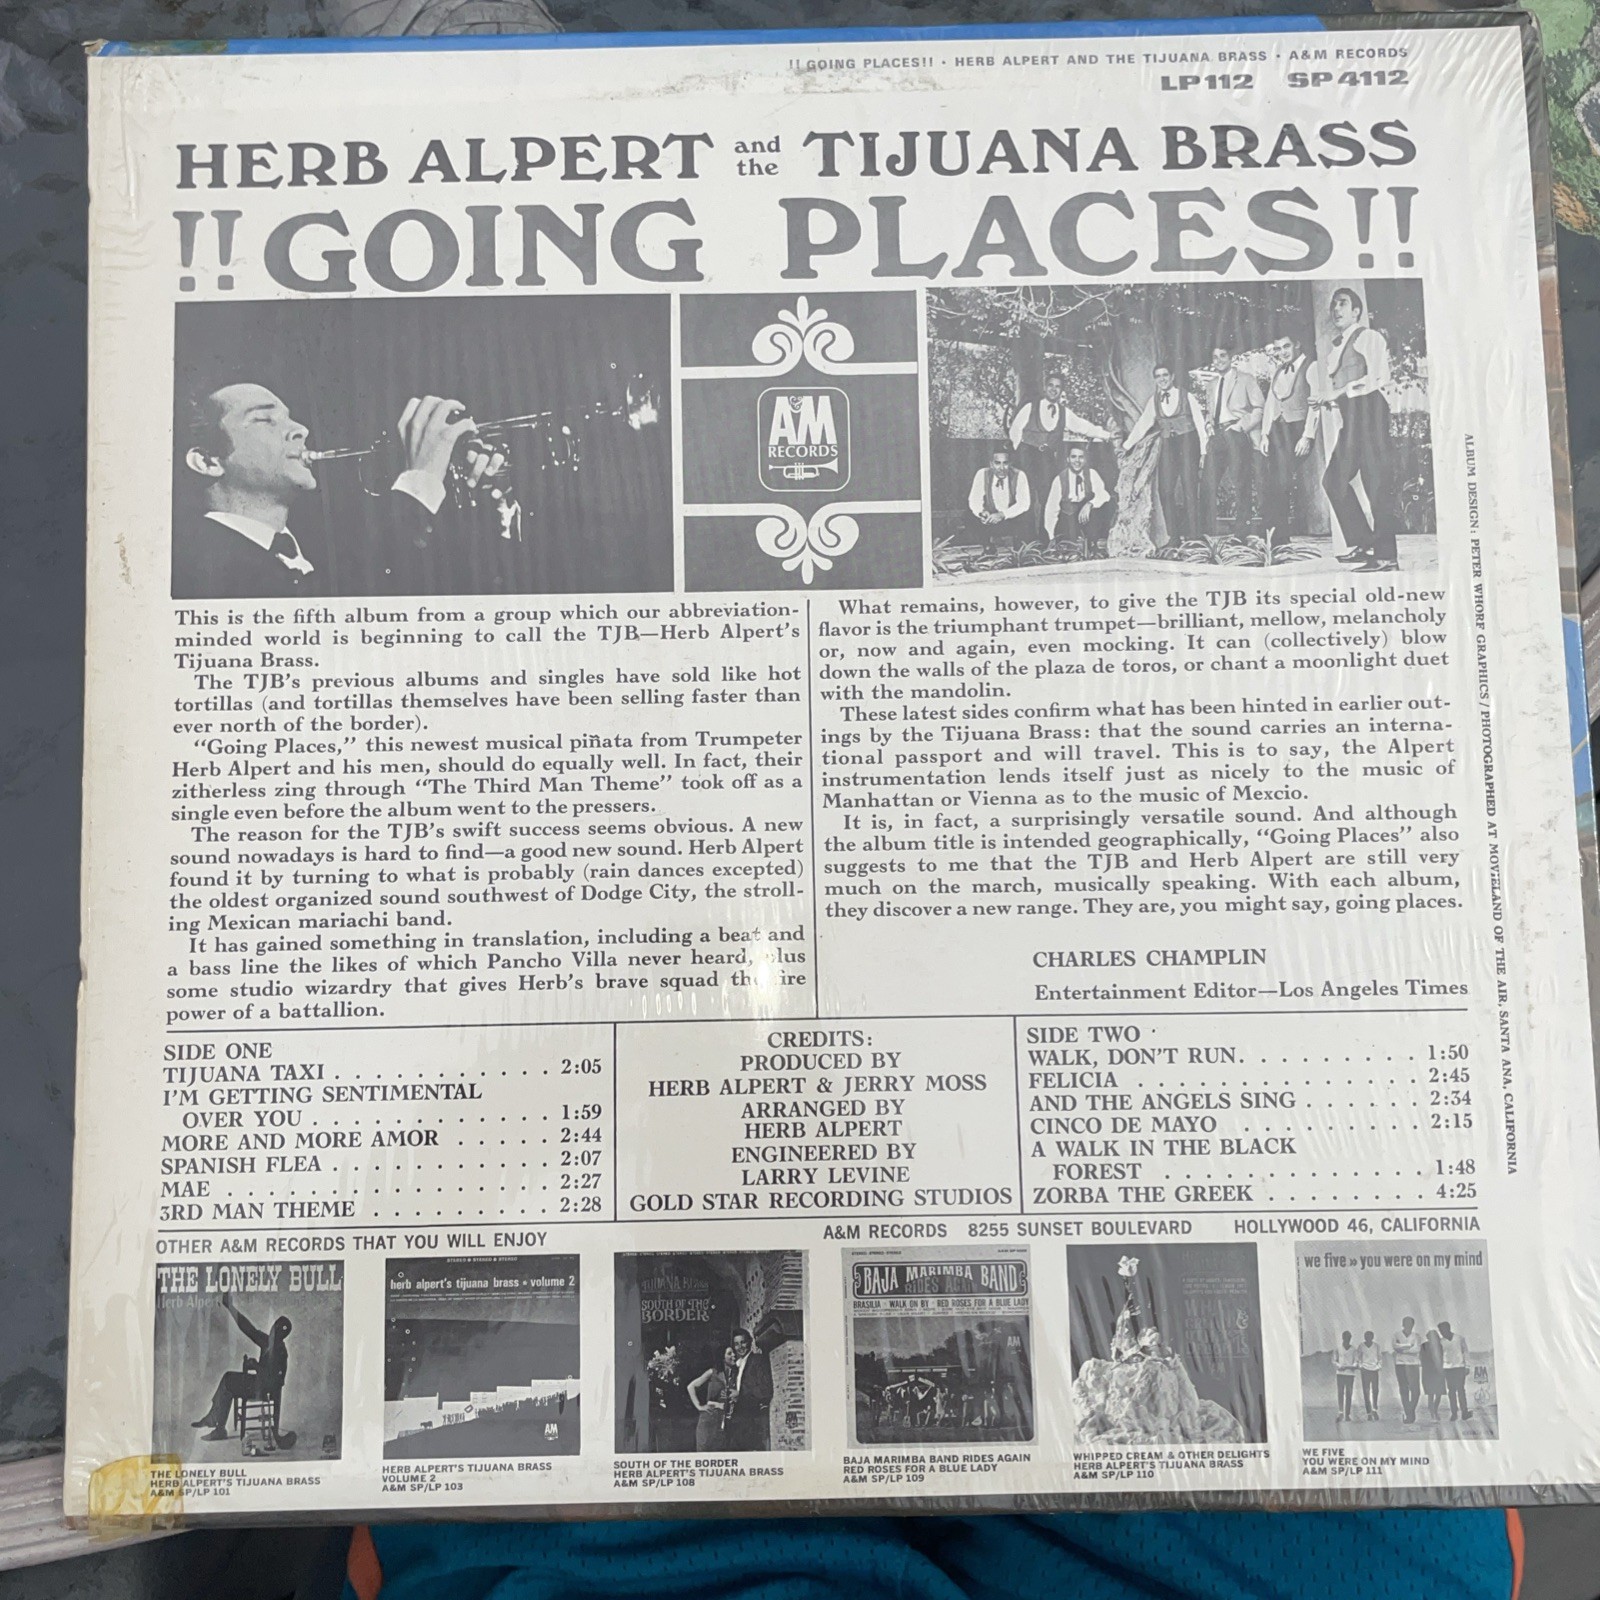 !! GOING PLACES!! • HERB ALPERT AND THE TIJUANA BRASS • A&M RECORDS
LP 112 SP 4112
HERB ALPERT and the TIJUANA BRASS
!!GOING PLACES!!
A&M
RECORDS
This is the fifth album from a group which our abbreviation-
minded world is beginning to call the TJB—Herb Alpert's
Tijuana Brass.
The TJB's previous albums and singles have sold like hot
tortillas (and tortillas themselves have been selling faster than
ever north of the border).
"Going Places," this newest musical piñata from Trumpeter
Herb Alpert and his men, should do equally well. In fact, their
zitherless zing through "The Third Man Theme" took off as a
single even before the album went to the pressers.
The reason for the TJB's swift success seems obvious. A new
sound nowadays is hard to find—a good new sound. Herb Alpert
found it by turning to what is probably (rain dances excepted)
the oldest organized sound southwest of Dodge City, the stroll-
ing Mexican mariachi band.
It has gained something in translation, including a beat and
a bass line the likes of which Pancho Villa never heard, plus
some studio wizardry that gives Herb's brave squad the fire
power of a battallion.
What remains, however, to give the TJB its special old-new
flavor is the triumphant trumpet—brilliant, mellow, melancholy
or, now and again, even mocking. It can (collectively) blow
down the walls of the plaza de toros, or chant a moonlight duet
with the mandolin.
These latest sides confirm what has been hinted in earlier out-
ings by the Tijuana Brass: that the sound carries an interna-
tional passport and will travel. This is to say, the Alpert
instrumentation lends itself just as nicely to the music of
Manhattan or Vienna as to the music of Mexcio.
It is, in fact, a surprisingly versatile sound. And although
the album title is intended geographically, "Going Places" also
suggests to me that the TJB and Herb Alpert are still very
much on the march, musically speaking. With each album,
they discover a new range. They are, you might say, going places.
CHARLES CHAMPLIN
Entertainment Editor—Los Angeles Times
ALBUM DESIGN: PETER WHORF GRAPHICS / PHOTOGRAPHED AT MOVIELAND OF THE AIR, SANTA ANA, CALIFORNIA
SIDE ONE
TIJUANA TAXI . . . . . . . . . . . 2:05
I'M GETTING SENTIMENTAL
OVER YOU . . . . . . . . . . . . 1:59
MORE AND MORE AMOR . . . . . 2:44
SPANISH FLEA . . . . . . . . . . . 2:07
MAE . . . . . . . . . . . . . . . . 2:27
3RD MAN THEME . . . . . . . . . 2:28
CREDITS:
PRODUCED BY
HERB ALPERT & JERRY MOSS
ARRANGED BY
HERB ALPERT
ENGINEERED BY
LARRY LEVINE
GOLD STAR RECORDING STUDIOS
SIDE TWO
WALK, DON'T RUN. . . . . . . . . 1:50
FELICIA . . . . . . . . . . . . . . 2:45
AND THE ANGELS SING . . . . . . 2:34
CINCO DE MAYO . . . . . . . . . 2:15
A WALK IN THE BLACK
FOREST . . . . . . . . . . . . . 1:48
ZORBA THE GREEK . . . . . . . . 4:25
OTHER A&M RECORDS THAT YOU WILL ENJOY
A&M RECORDS 8255 SUNSET BOULEVARD HOLLYWOOD 46, CALIFORNIA
THE LONELY BULL
Herb Alpert
herb alpert's tijuana brass • volume 2
A&M
TIJUANA BRASS
SOUTH OF THE
BORDER
BAJA MARIMBA BAND
RIDES AGAIN
BRASILIA • WALK ON BY • RED ROSES FOR A BLUE LADY
we five » you were on my mind
THE LONELY BULL
HERB ALPERT'S TIJUANA BRASS
A&M SP/LP 101
HERB ALPERT'S TIJUANA BRASS
VOLUME 2
A&M SP/LP 103
SOUTH OF THE BORDER
HERB ALPERT'S TIJUANA BRASS
A&M SP/LP 108
BAJA MARIMBA BAND RIDES AGAIN
RED ROSES FOR A BLUE LADY
A&M SP/LP 109
WHIPPED CREAM & OTHER DELIGHTS
HERB ALPERT'S TIJUANA BRASS
A&M SP/LP 110
WE FIVE
YOU WERE ON MY MIND
A&M SP/LP 111